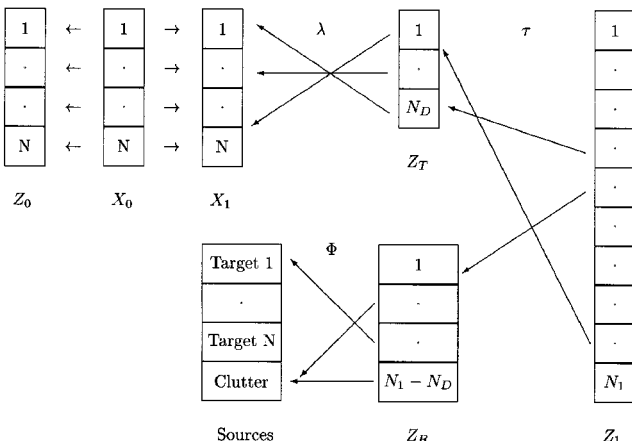 1 ← 1 → 1 λ 1 τ 1
· ← · → · · ·
· ← · → · N_D ·
N ← N → N ·
Z_0 X_0 X_1 Z_T ·
·
Φ
Target 1 1 ·
· · ·
Target N · ·
Clutter N_1 − N_D N_1
Sources Z_R Z_1